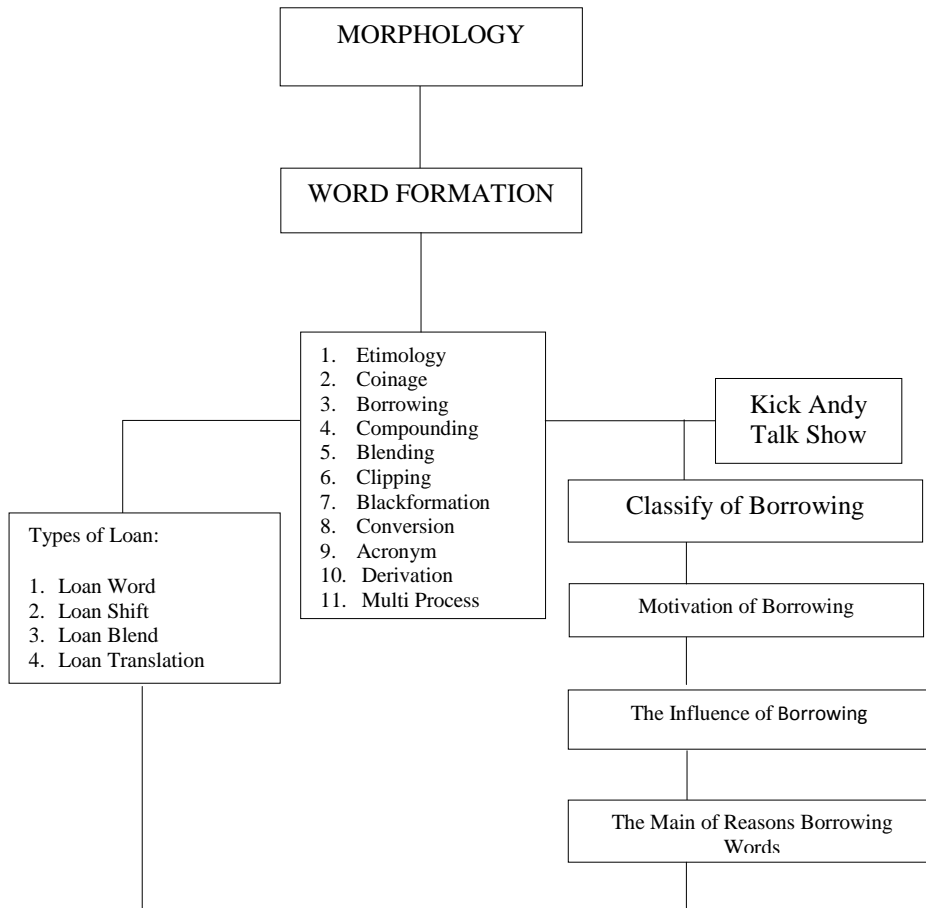 MORPHOLOGY
WORD FORMATION
1. Etimology
2. Coinage
3. Borrowing
4. Compounding
5. Blending
6. Clipping
7. Blackformation
8. Conversion
9. Acronym
10. Derivation
11. Multi Process
Kick Andy
Talk Show
Types of Loan:
1. Loan Word
2. Loan Shift
3. Loan Blend
4. Loan Translation
Classify of Borrowing
Motivation of Borrowing
The Influence of Borrowing
The Main of Reasons Borrowing
Words